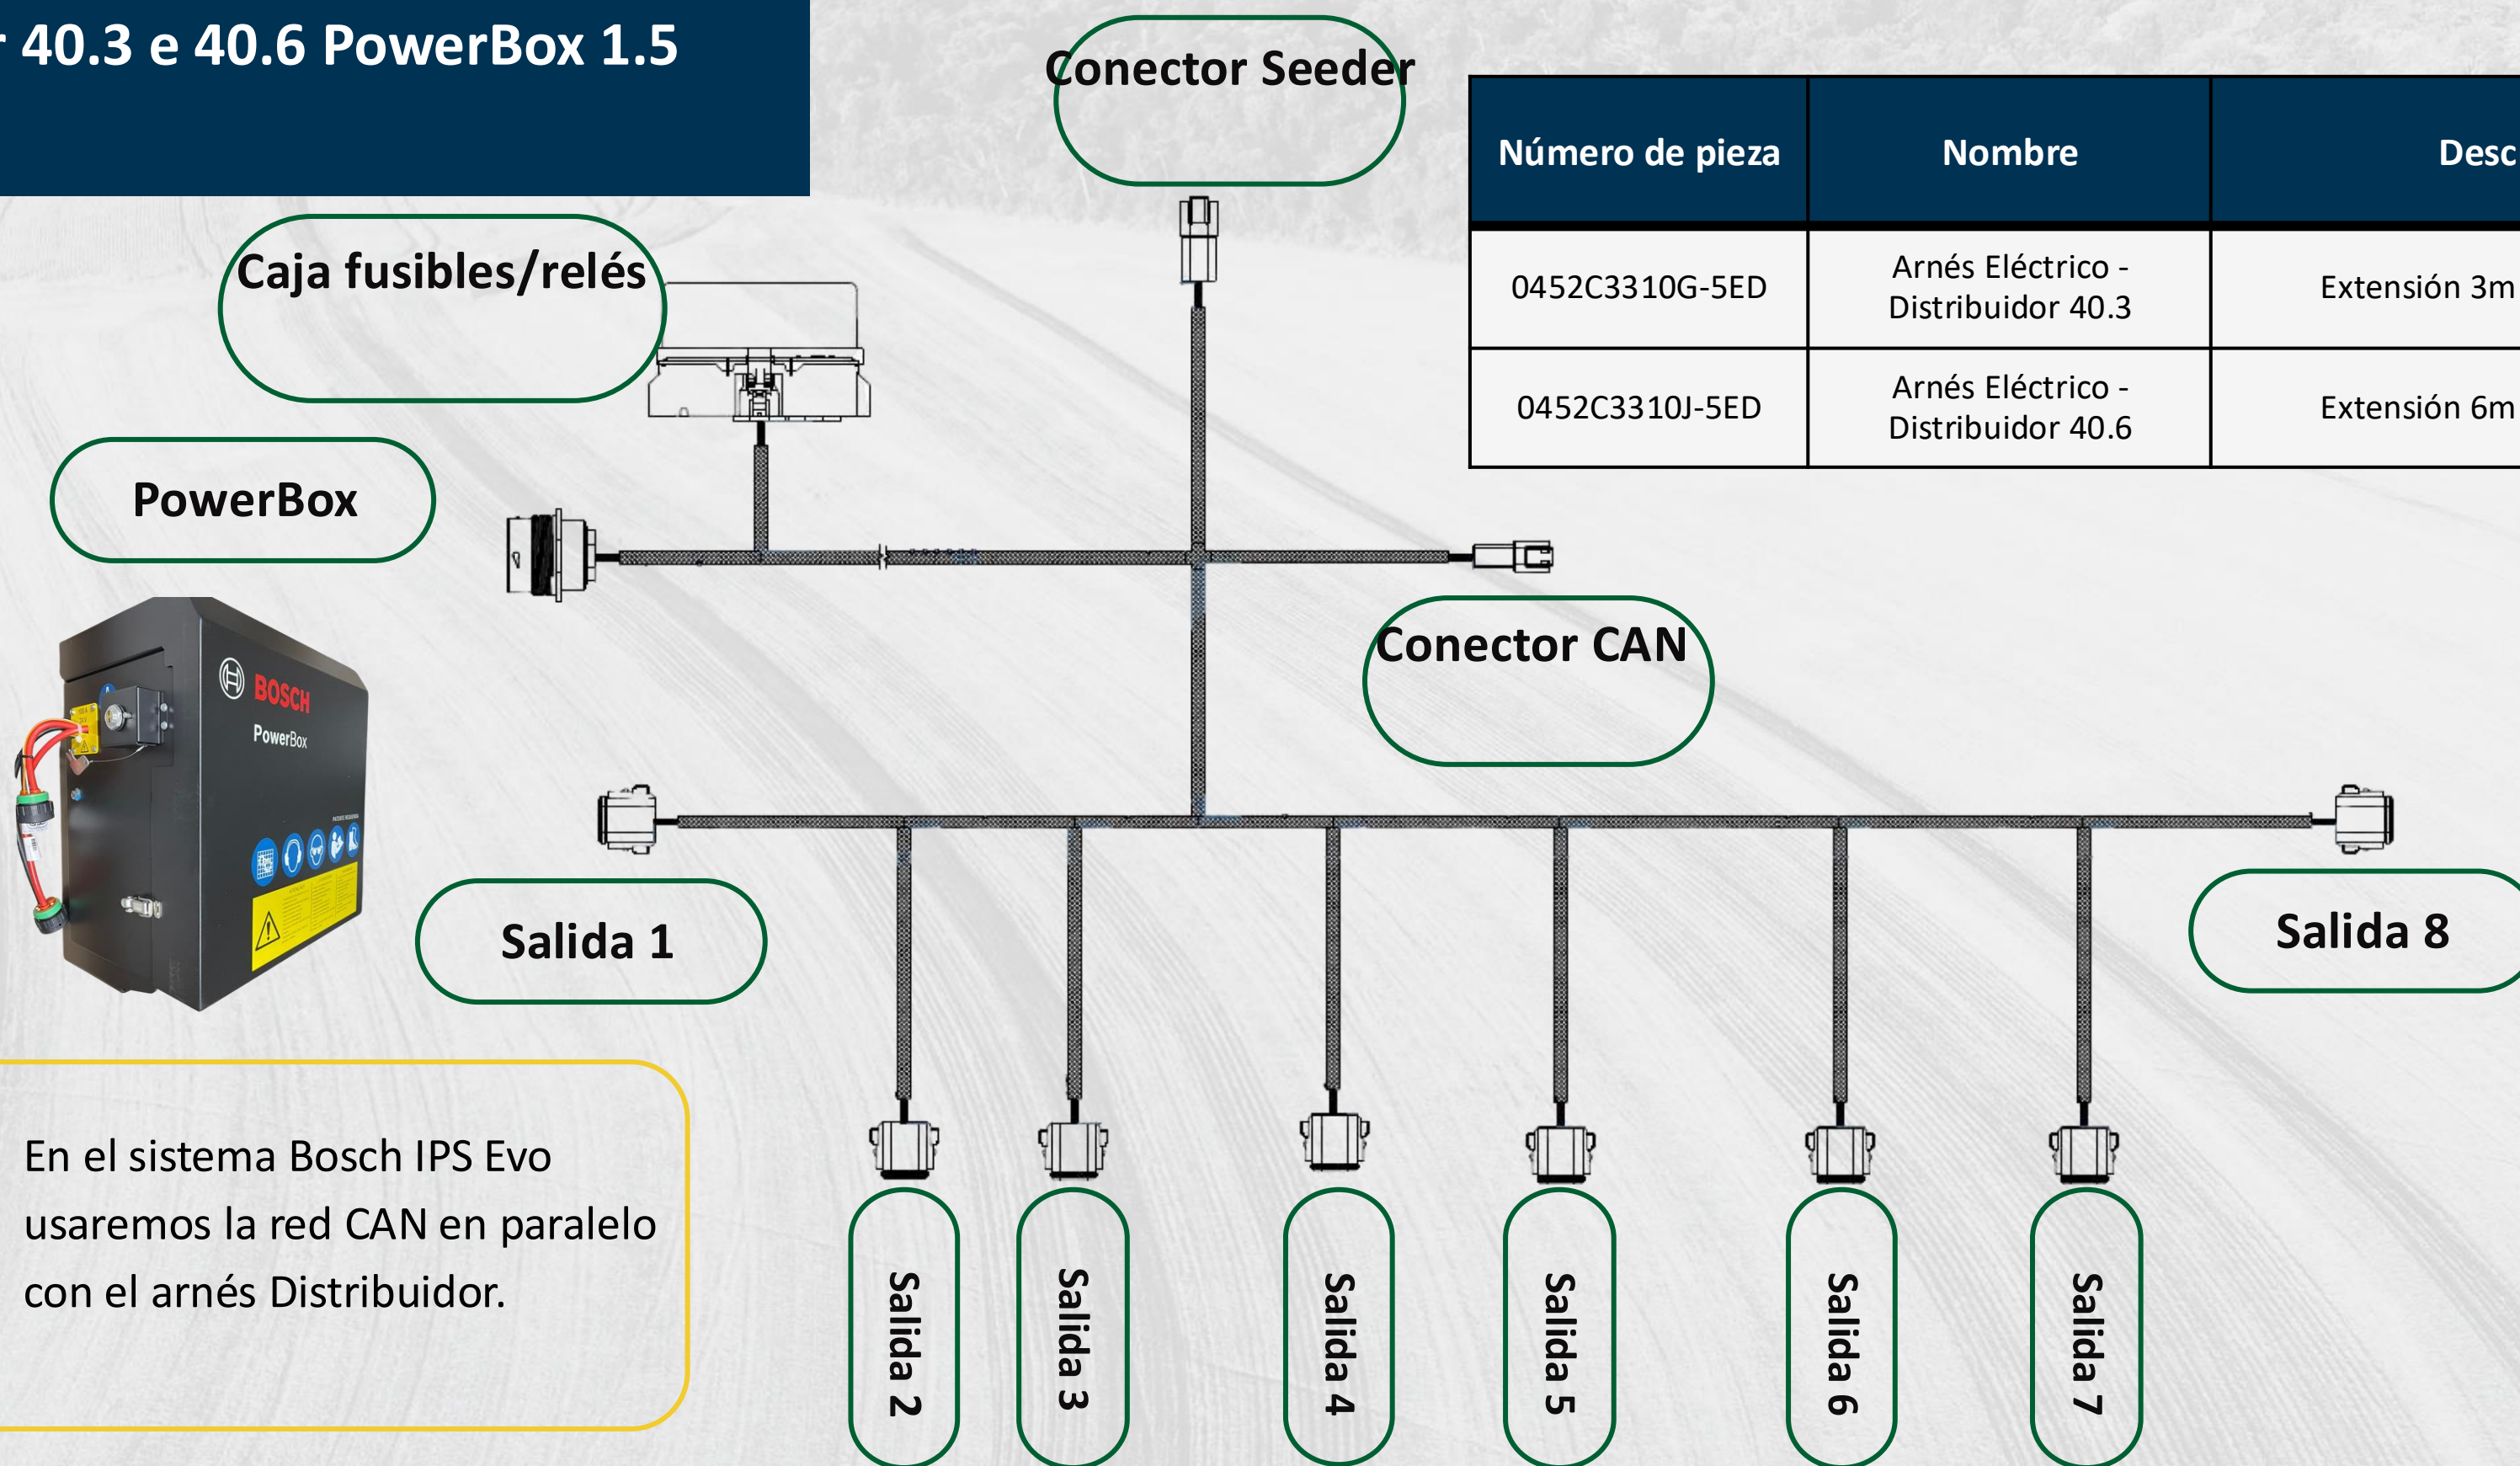 r 40.3 e 40.6 PowerBox 1.5
Conector Seeder
Número de pieza
Nombre
Desc
0452C3310G-5ED
Arnés Eléctrico -
Distribuidor 40.3
Extensión 3m
0452C3310J-5ED
Arnés Eléctrico -
Distribuidor 40.6
Extensión 6m
Caja fusibles/relés
PowerBox
Conector CAN
BOSCH
PowerBox
Salida 1
Salida 8
En el sistema Bosch IPS Evo
usaremos la red CAN en paralelo
con el arnés Distribuidor.
Salida 2
Salida 3
Salida 4
Salida 5
Salida 6
Salida 7